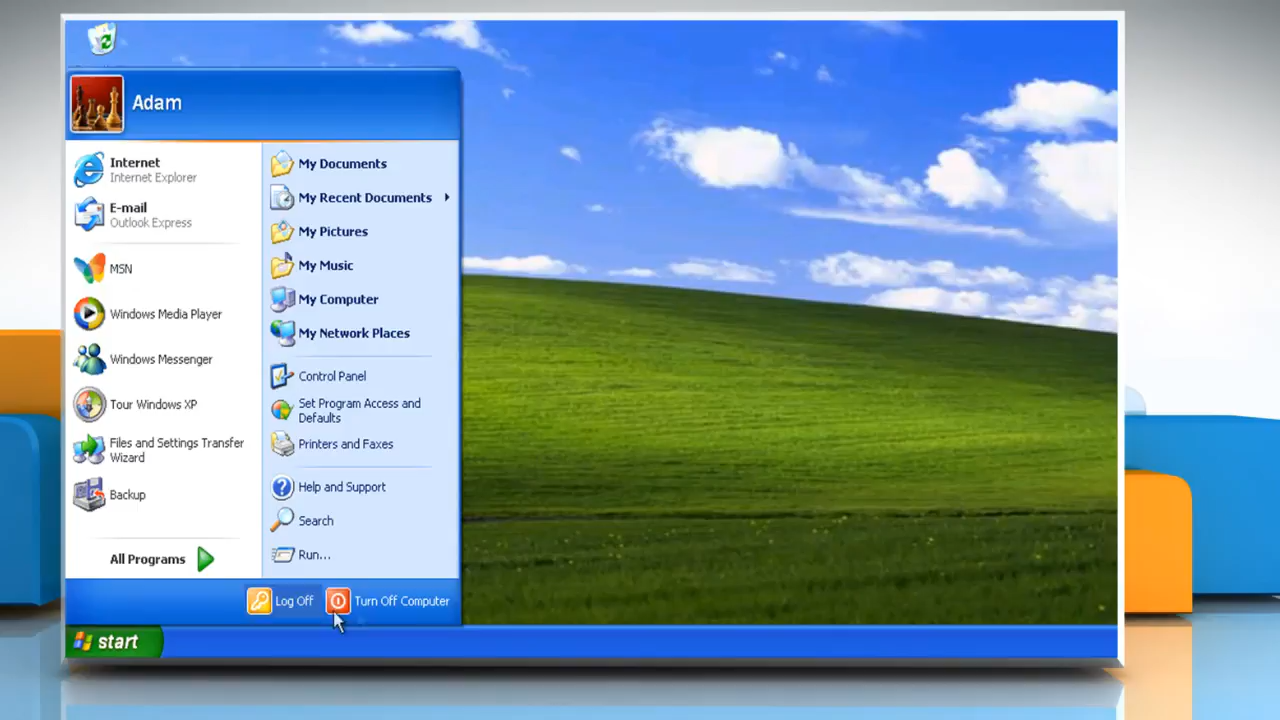 Adam
Internet
Internet Explorer
E-mail
Outlook Express
MSN
Windows Media Player
Windows Messenger
Tour Windows XP
Files and Settings Transfer
Wizard
Backup
All Programs
My Documents
My Recent Documents
My Pictures
My Music
My Computer
My Network Places
Control Panel
Set Program Access and
Defaults
Printers and Faxes
Help and Support
Search
Run...
Log Off
Turn Off Computer
start